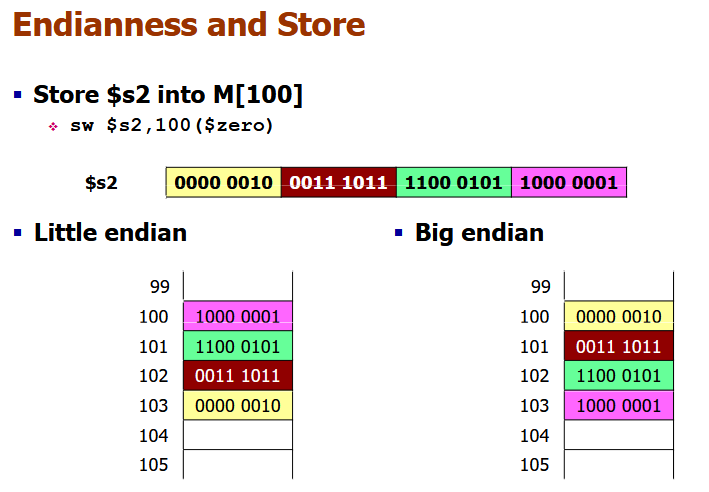 Endianness and Store
Store $s2 into M[100]
sw $s2,100($zero)
$s2 0000 0010 0011 1011 1100 0101 1000 0001
Little endian Big endian
99 99
100 1000 0001 100 0000 0010
101 1100 0101 101 0011 1011
102 0011 1011 102 1100 0101
103 0000 0010 103 1000 0001
104 104
105 105